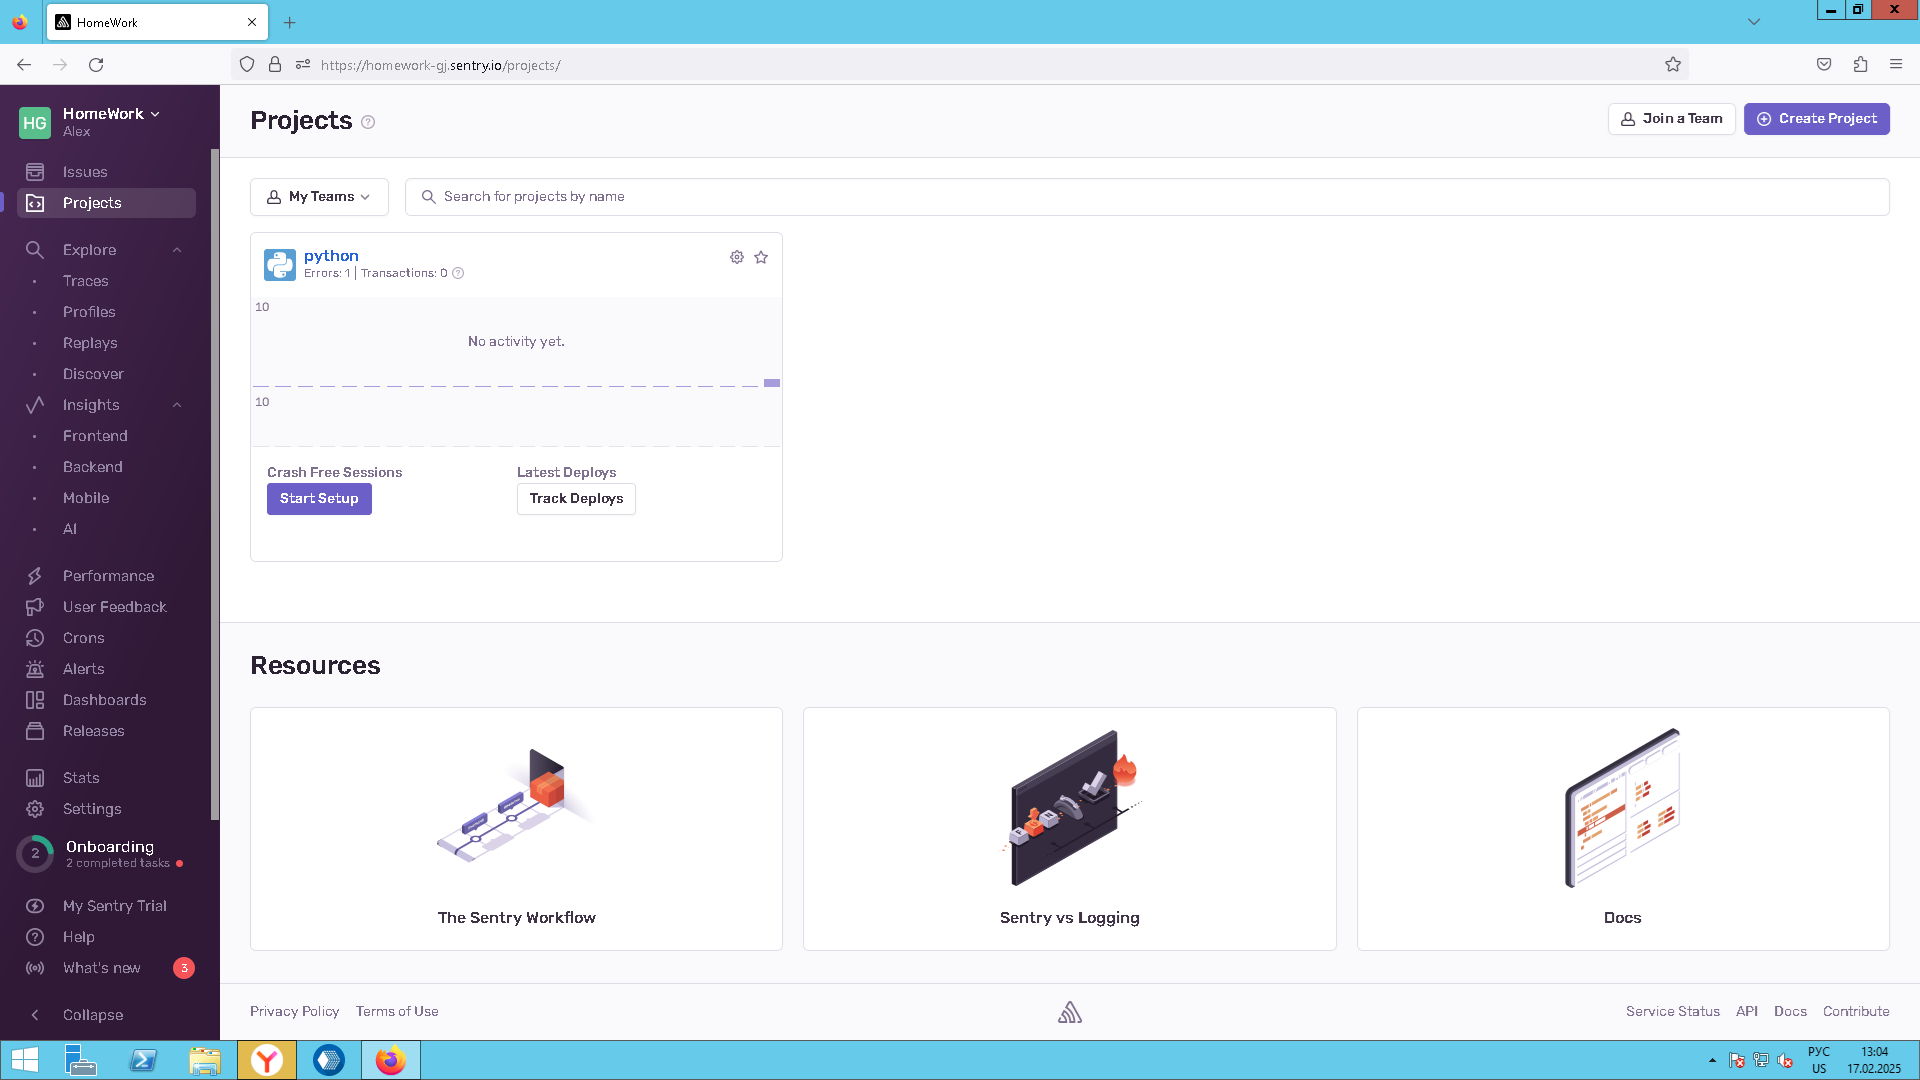 HomeWork
https://homework-gj.sentry.io/projects/
HG
HomeWork
Alex
Issues
Projects
Explore
Traces
Profiles
Replays
Discover
Insights
Frontend
Backend
Mobile
AI
Performance
User Feedback
Crons
Alerts
Dashboards
Releases
Stats
Settings
2
Onboarding
2 completed tasks
My Sentry Trial
Help
What's new
3
Collapse
Projects
Join a Team
Create Project
My Teams
Search for projects by name
python
Errors: 1 | Transactions: 0
10
No activity yet.
10
Crash Free Sessions
Latest Deploys
Start Setup
Track Deploys
Resources
The Sentry Workflow
Sentry vs Logging
Docs
Privacy Policy
Terms of Use
Service Status
API
Docs
Contribute
РУС
US
13:04
17.02.2025